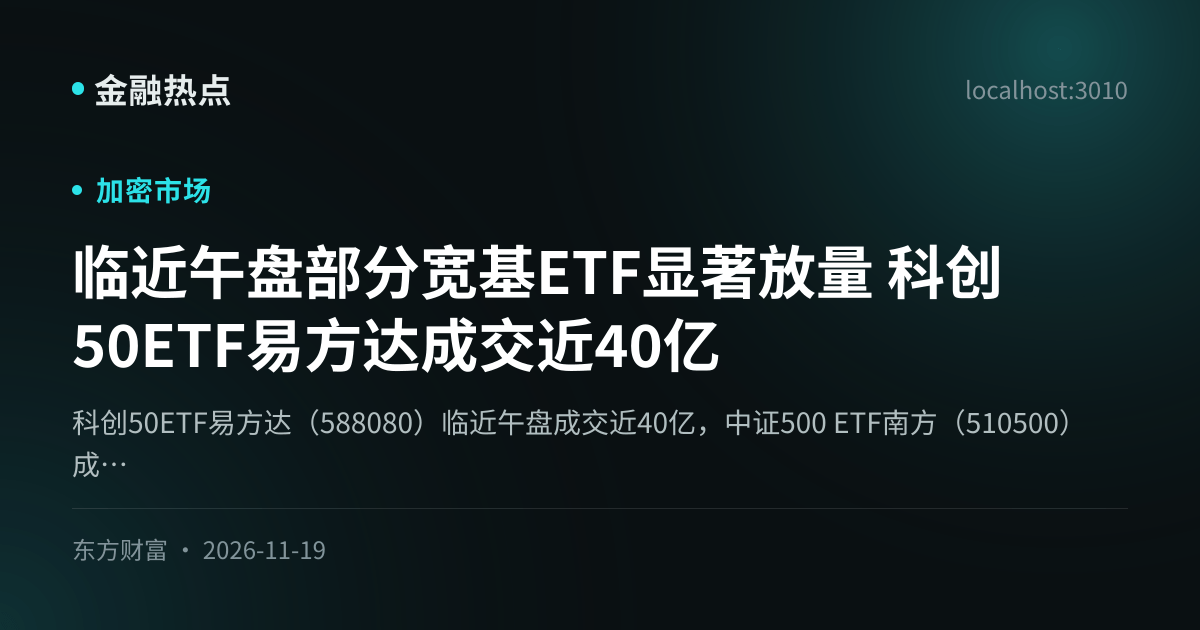 金融热点
localhost:3010
加密市场
临近午盘部分宽基ETF显著放量 科创
50ETF易方达成交近40亿
科创50ETF易方达（588080）临近午盘成交近40亿，中证500 ETF南方（510500）
成…
东方财富 · 2026-11-19